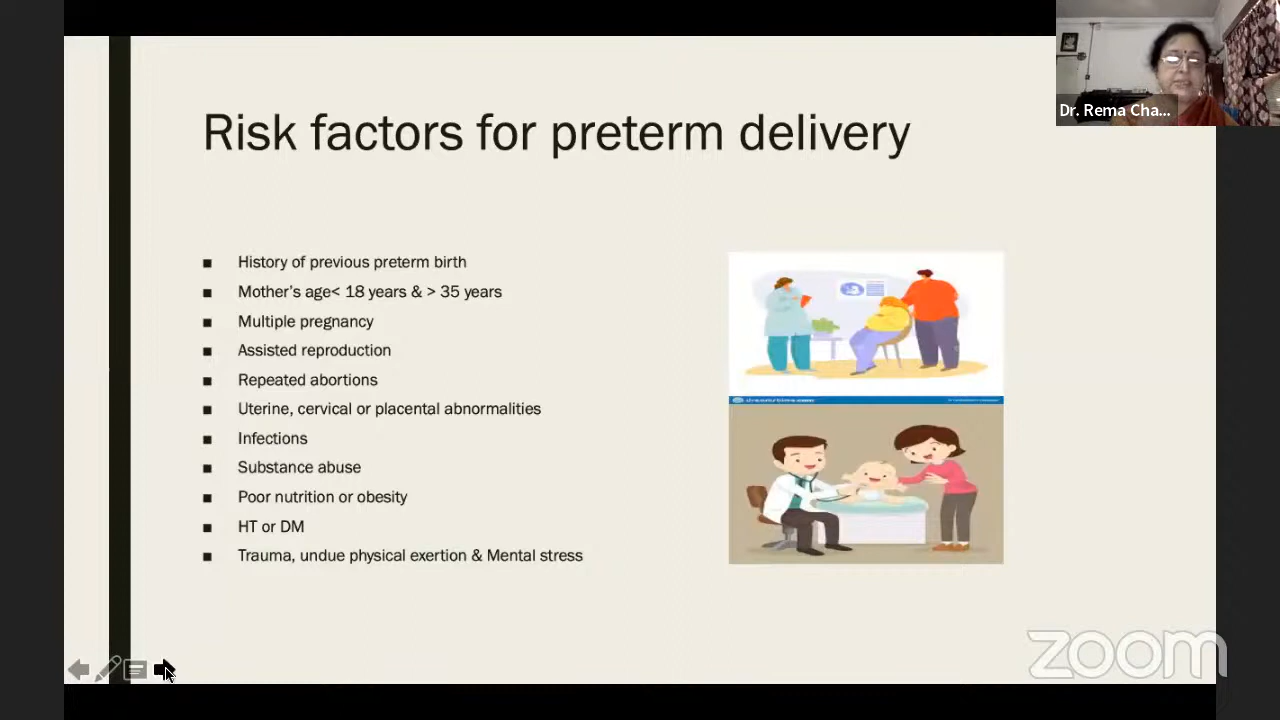 Dr. Rema Cha...
Risk factors for preterm delivery
■ History of previous preterm birth
■ Mother's age< 18 years & > 35 years
■ Multiple pregnancy
■ Assisted reproduction
■ Repeated abortions
■ Uterine, cervical or placental abnormalities
■ Infections
■ Substance abuse
■ Poor nutrition or obesity
■ HT or DM
■ Trauma, undue physical exertion & Mental stress
zoom